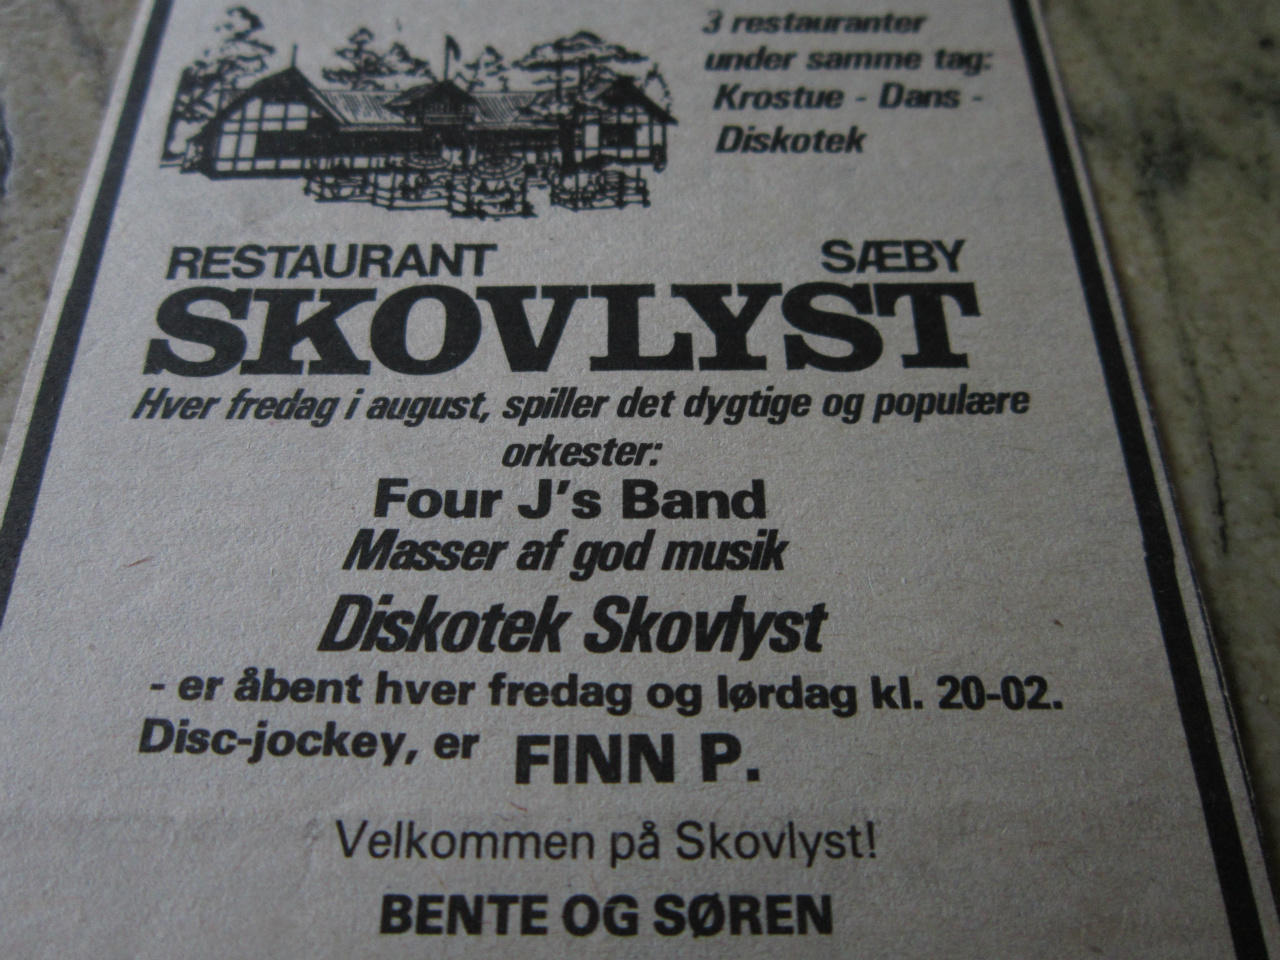 3 restauranter
under samme tag:
Krostue - Dans -
Diskotek
RESTAURANT SÆBY
SKOVLYST
Hver fredag i august, spiller det dygtige og populære
orkester:
Four J's Band
Masser af god musik
Diskotek Skovlyst
- er åbent hver fredag og lørdag kl. 20-02.
Disc-jockey, er FINN P.
Velkommen på Skovlyst!
BENTE OG SØREN